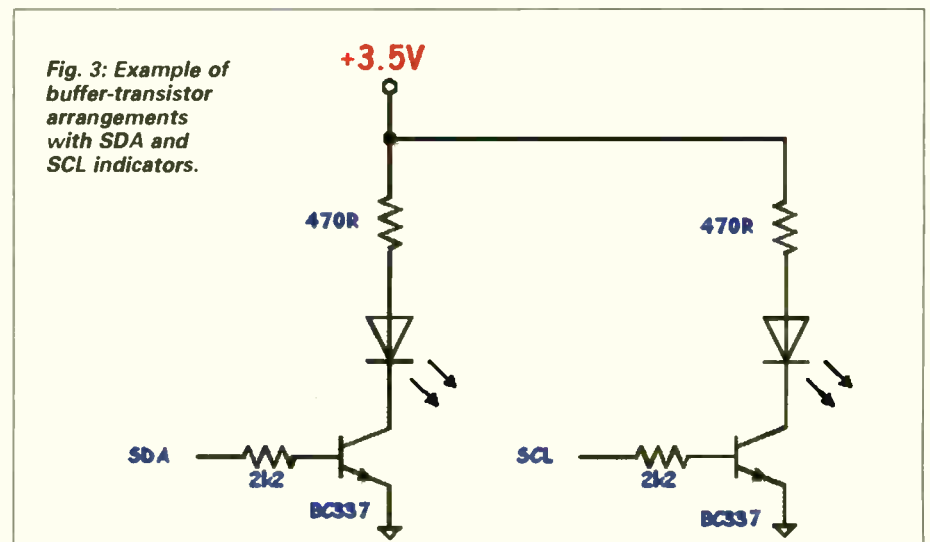 Fig. 3: Example of
buffer-transistor
arrangements
with SDA and
SCL indicators.
+3.5V
470R
470R
SDA
2k2
BC337
SCL
2k2
BC337